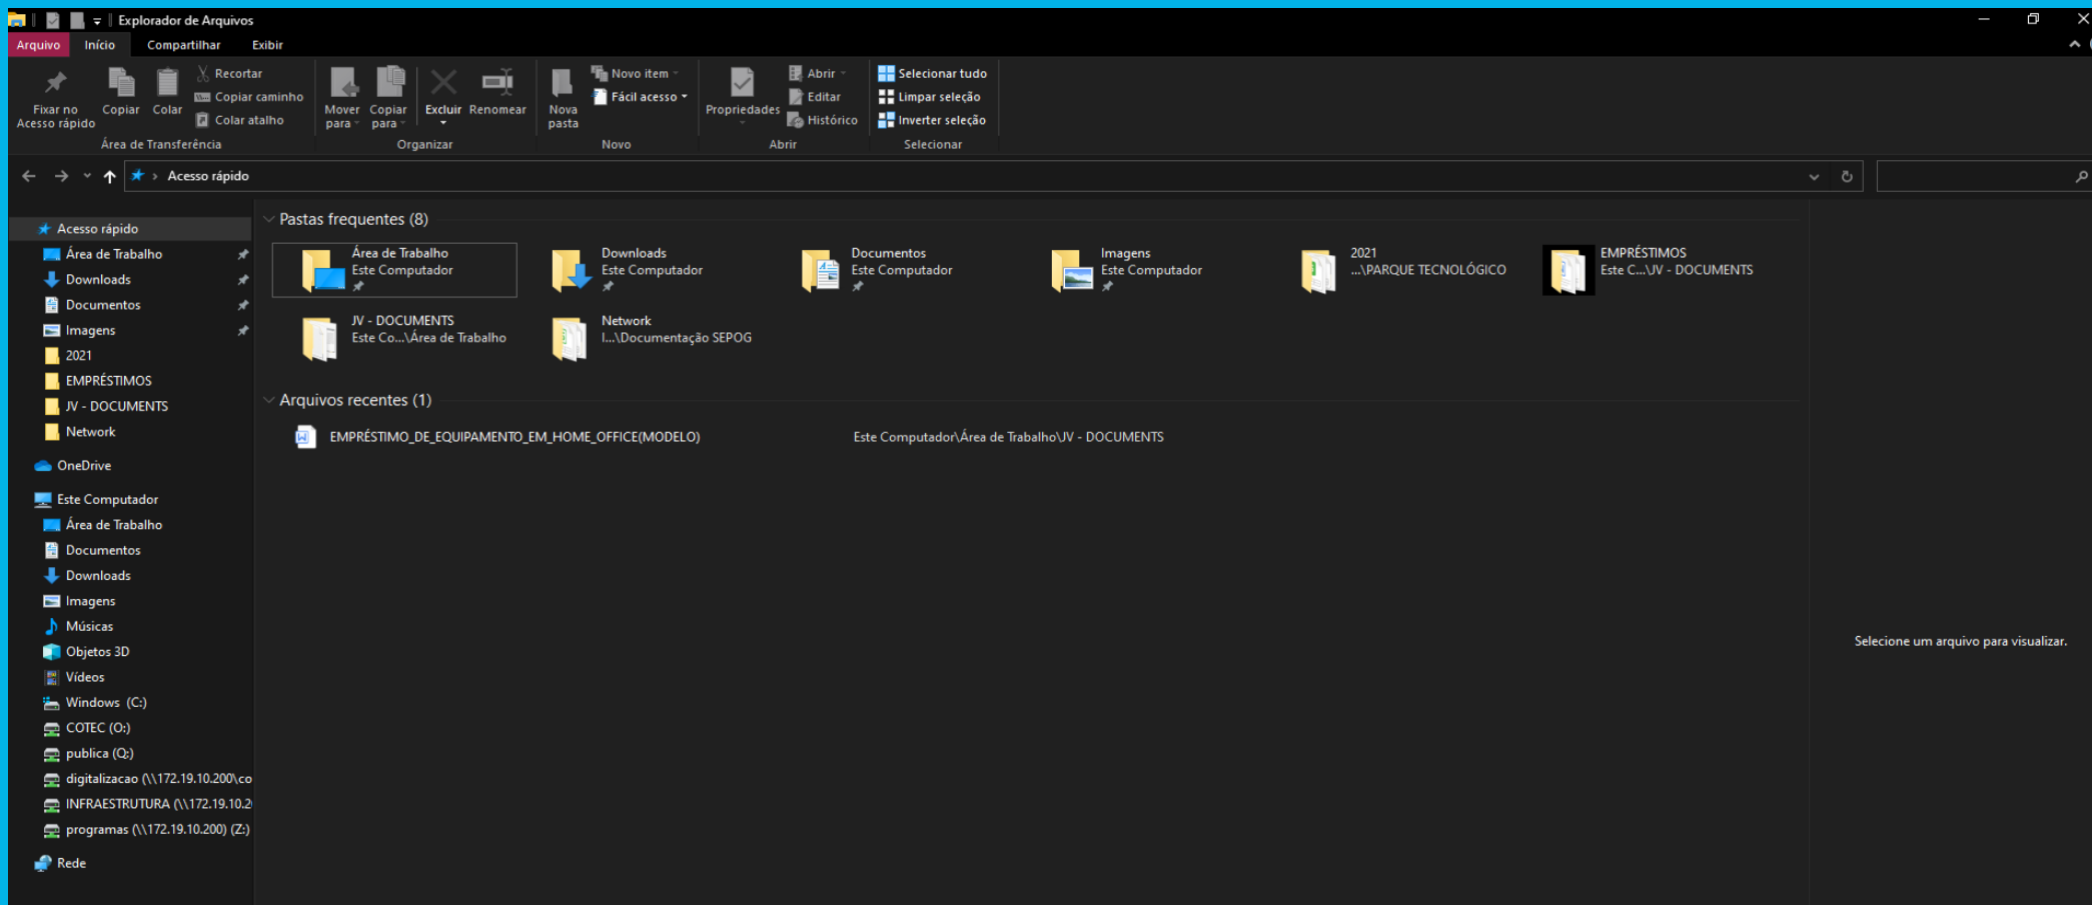 Explorador de Arquivos
Arquivo Início Compartilhar Exibir
Fixar no
Acesso rápido
Copiar
Colar
Recortar
Copiar caminho
Colar atalho
Área de Transferência
Mover
para
Copiar
para
Excluir
Renomear
Organizar
Nova
pasta
Novo item
Fácil acesso
Novo
Propriedades
Abrir
Editar
Histórico
Abrir
Selecionar tudo
Limpar seleção
Inverter seleção
Selecionar
Acesso rápido
Acesso rápido
Área de Trabalho
Downloads
Documentos
Imagens
2021
EMPRÉSTIMOS
JV - DOCUMENTS
Network
OneDrive
Este Computador
Área de Trabalho
Documentos
Downloads
Imagens
Músicas
Objetos 3D
Vídeos
Windows (C:)
COTEC (O:)
publica (Q:)
digitalizacao (\\172.19.10.200\co
INFRAESTRUTURA (\\172.19.10.2
programas (\\172.19.10.200) (Z:)
Rede
Pastas frequentes (8)
Área de Trabalho
Este Computador
Downloads
Este Computador
Documentos
Este Computador
Imagens
Este Computador
2021
...\PARQUE TECNOLÓGICO
EMPRÉSTIMOS
Este C...\JV - DOCUMENTS
JV - DOCUMENTS
Este Co...\Área de Trabalho
Network
I...\Documentação SEPOG
Arquivos recentes (1)
EMPRÉSTIMO_DE_EQUIPAMENTO_EM_HOME_OFFICE(MODELO) Este Computador\Área de Trabalho\JV - DOCUMENTS
Selecione um arquivo para visualizar.